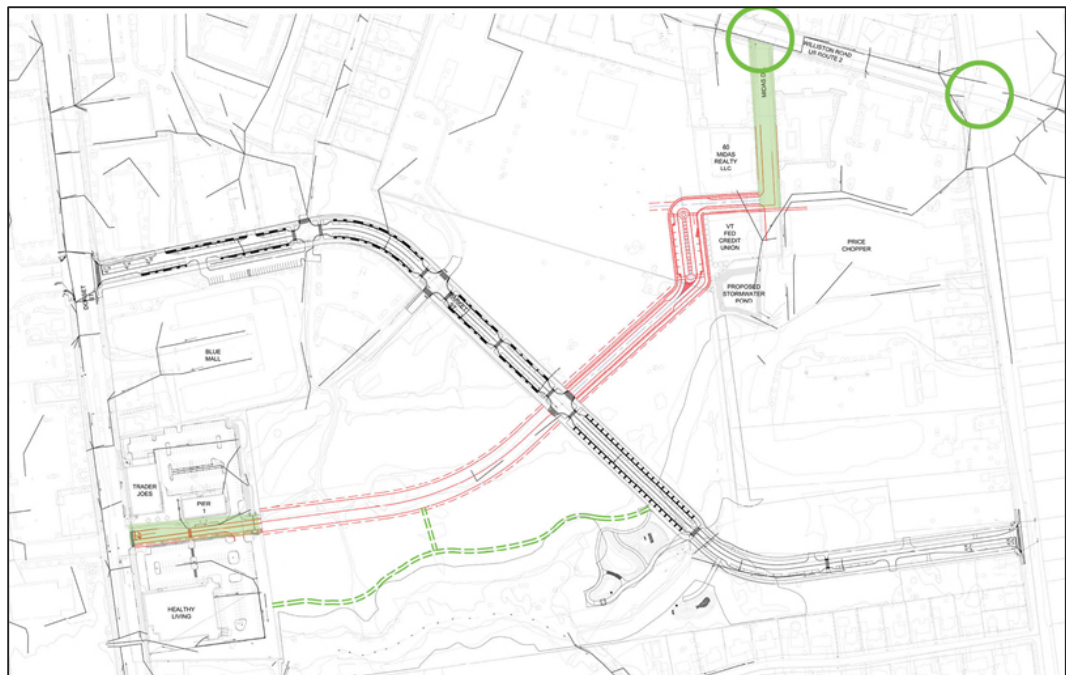 WILLISTON ROAD
US ROUTE 2
MIDAS DR
60
MIDAS
REALTY
LLC
VT
FED
CREDIT
UNION
PRICE
CHOPPER
PROPOSED
STORMWATER
POND
DORSET
BLUE
MALL
TRADER
JOES
PIER
1
HEALTHY
LIVING